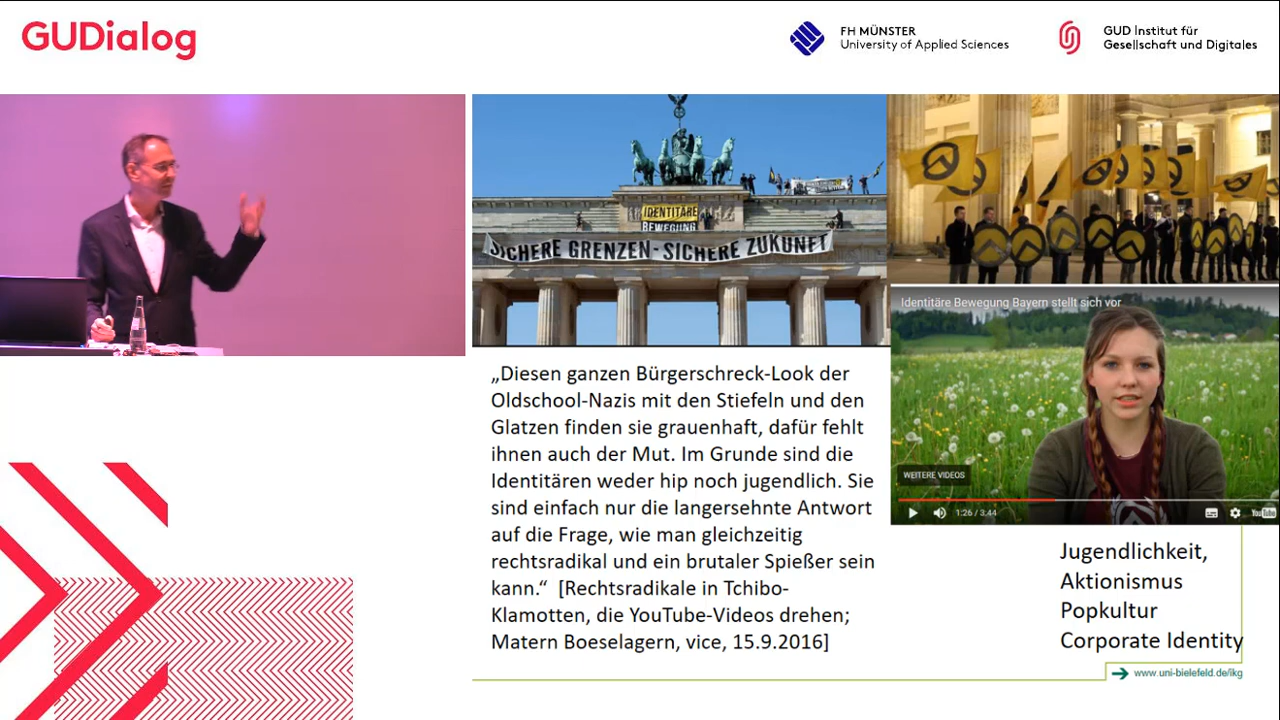 GUDialog
FH MÜNSTER
University of Applied Sciences
GUD Institut für
Gesellschaft und Digitales
IDENTITÄRE
BEWEGUNG
SICHERE GRENZEN-SICHERE ZUKUNFT
Identitäre Bewegung Bayern stellt sich vor
WEITERE VIDEOS
1:26 / 3:44
YouTube
„Diesen ganzen Bürgerschreck-Look der
Oldschool-Nazis mit den Stiefeln und den
Glatzen finden sie grauenhaft, dafür fehlt
ihnen auch der Mut. Im Grunde sind die
Identitären weder hip noch jugendlich. Sie
sind einfach nur die langersehnte Antwort
auf die Frage, wie man gleichzeitig
rechtsradikal und ein brutaler Spießer sein
kann.“ [Rechtsradikale in Tchibo-
Klamotten, die YouTube-Videos drehen;
Matern Boeselagern, vice, 15.9.2016]
Jugendlichkeit,
Aktionismus
Popkultur
Corporate Identity
www.uni-bielefeld.de/ikg